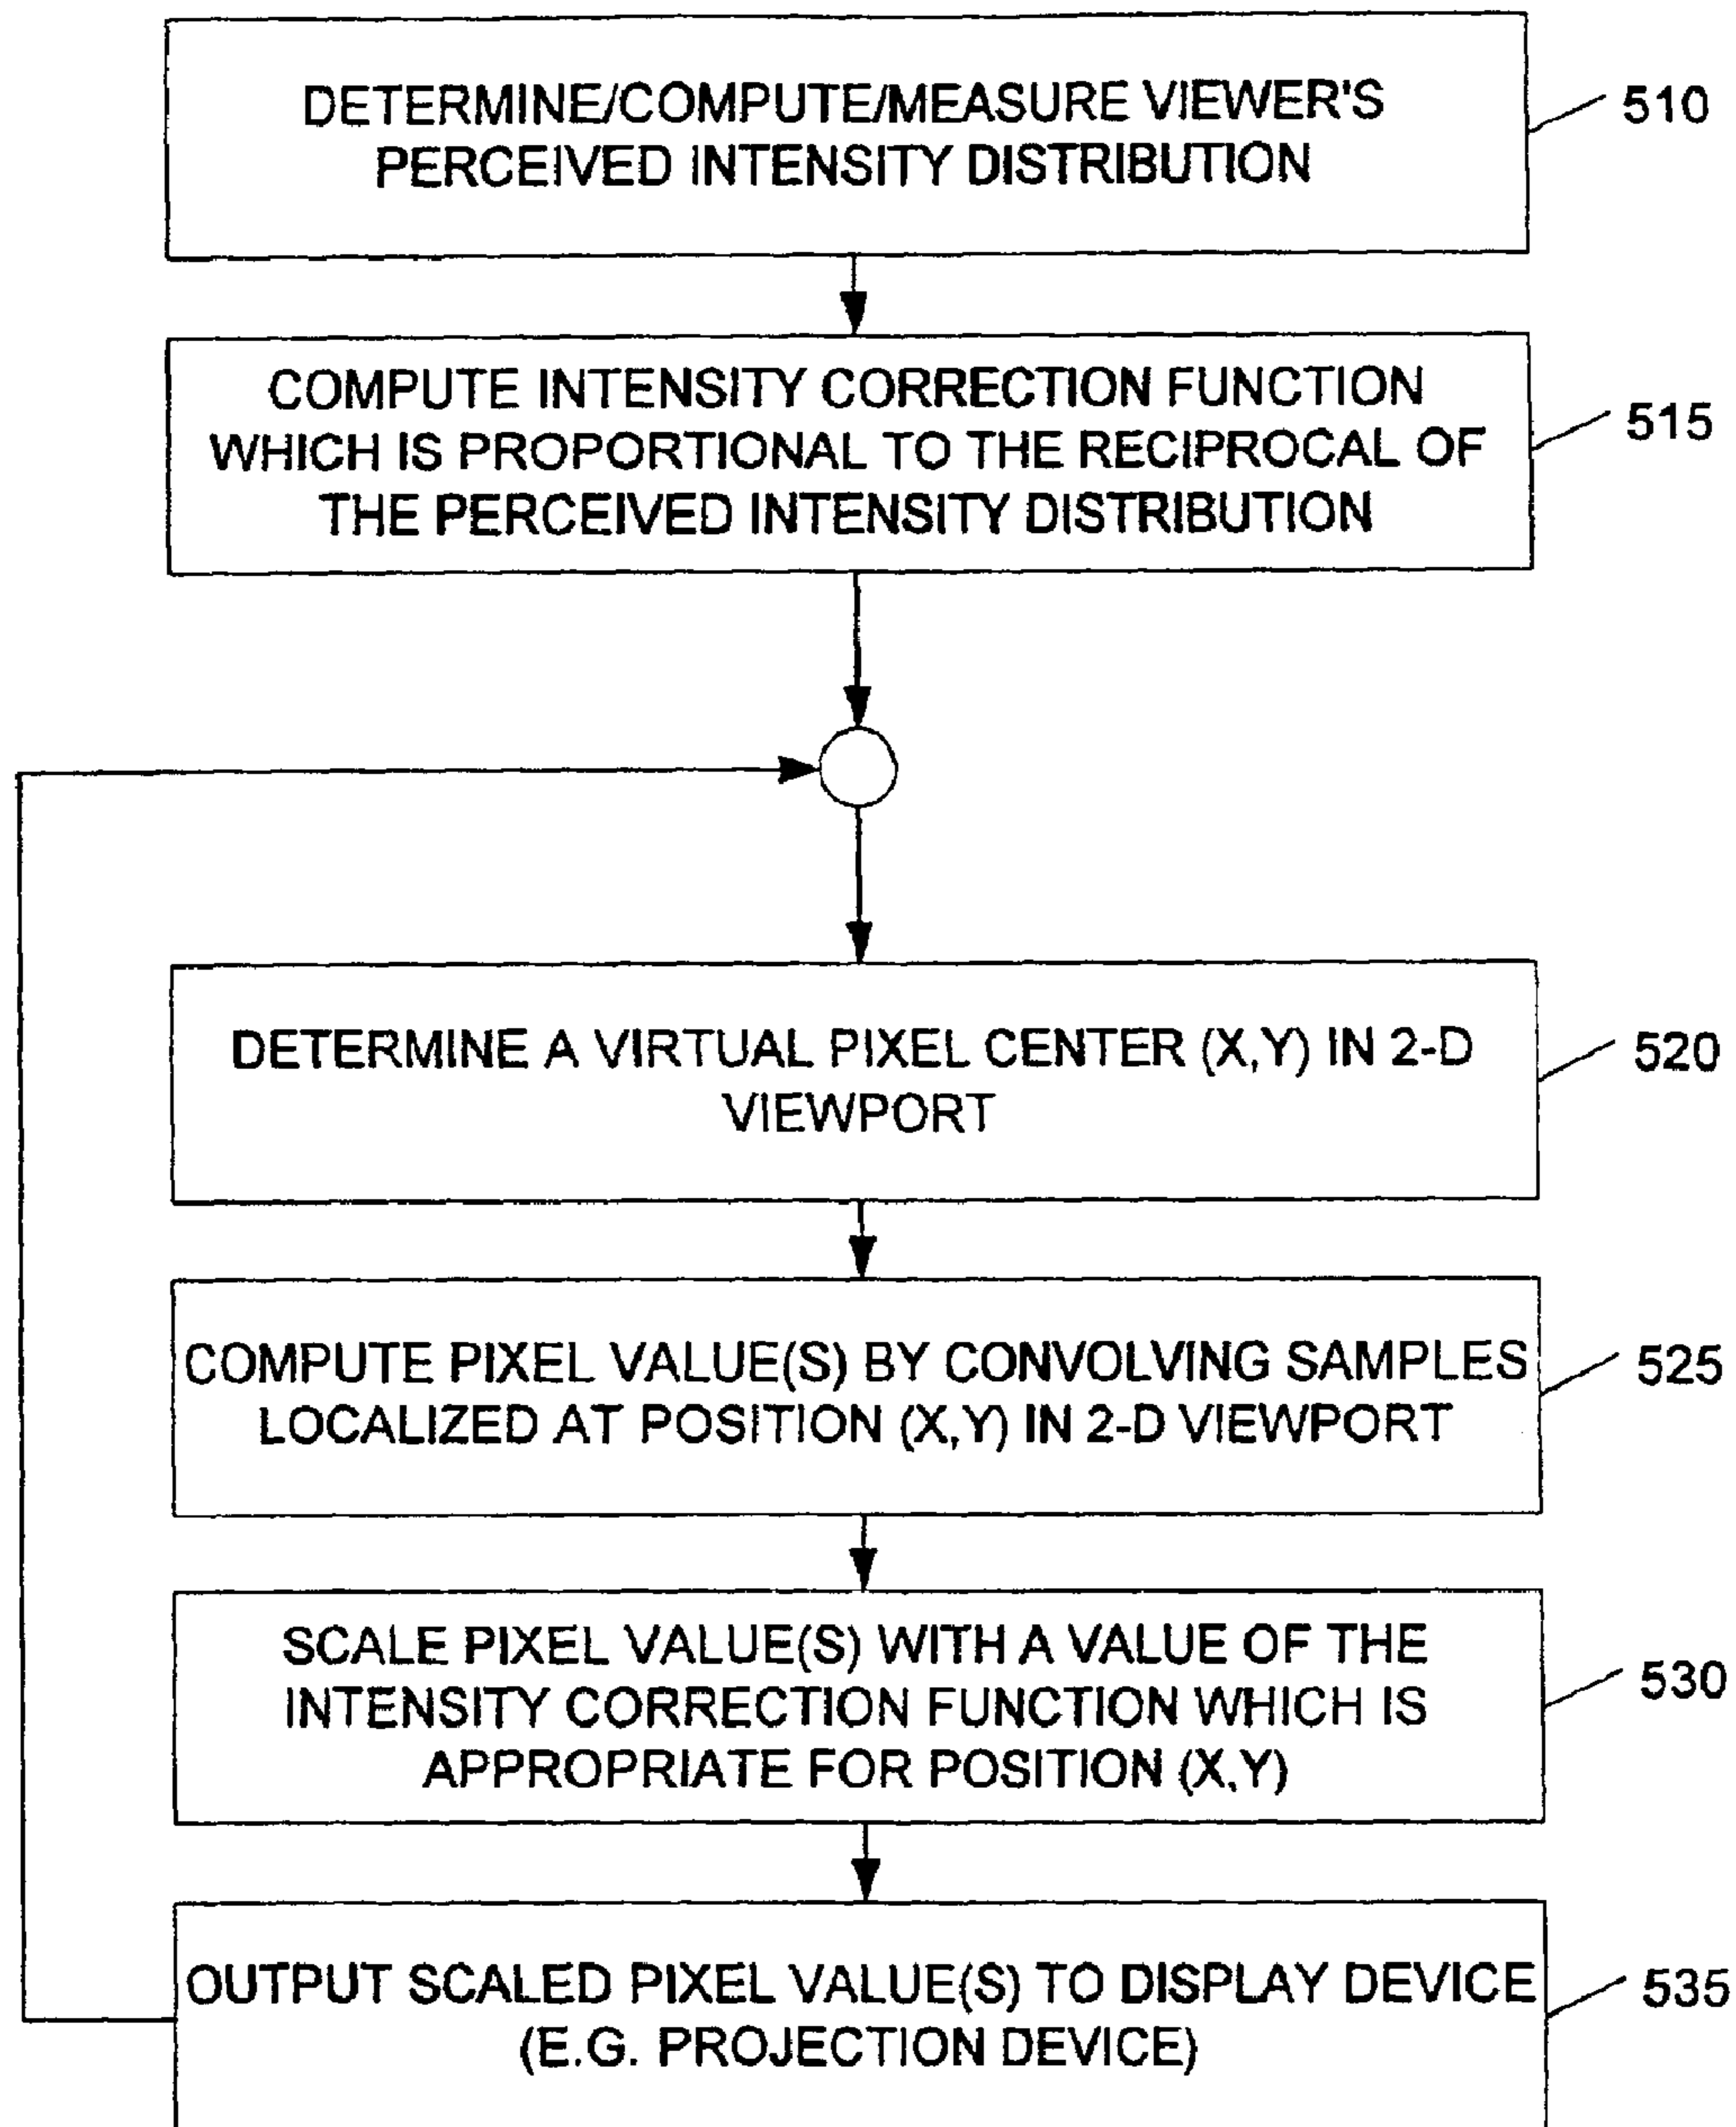 DETERMINE/COMPUTE/MEASURE VIEWER'S
PERCEIVED INTENSITY DISTRIBUTION
510
COMPUTE INTENSITY CORRECTION FUNCTION
WHICH IS PROPORTIONAL TO THE RECIPROCAL OF
THE PERCEIVED INTENSITY DISTRIBUTION
515
DETERMINE A VIRTUAL PIXEL CENTER (X,Y) IN 2-D
VIEWPORT
520
COMPUTE PIXEL VALUE(S) BY CONVOLVING SAMPLES
LOCALIZED AT POSITION (X,Y) IN 2-D VIEWPORT
525
SCALE PIXEL VALUE(S) WITH A VALUE OF THE
INTENSITY CORRECTION FUNCTION WHICH IS
APPROPRIATE FOR POSITION (X,Y)
530
OUTPUT SCALED PIXEL VALUE(S) TO DISPLAY DEVICE
(E.G. PROJECTION DEVICE)
535